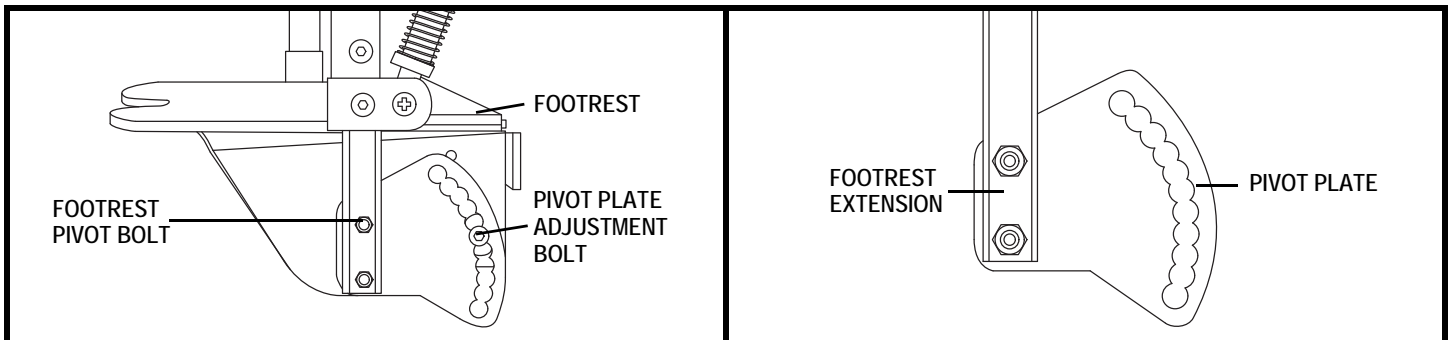 FOOTREST
FOOTREST
PIVOT BOLT
PIVOT PLATE
ADJUSTMENT
BOLT
FOOTREST
EXTENSION
PIVOT PLATE